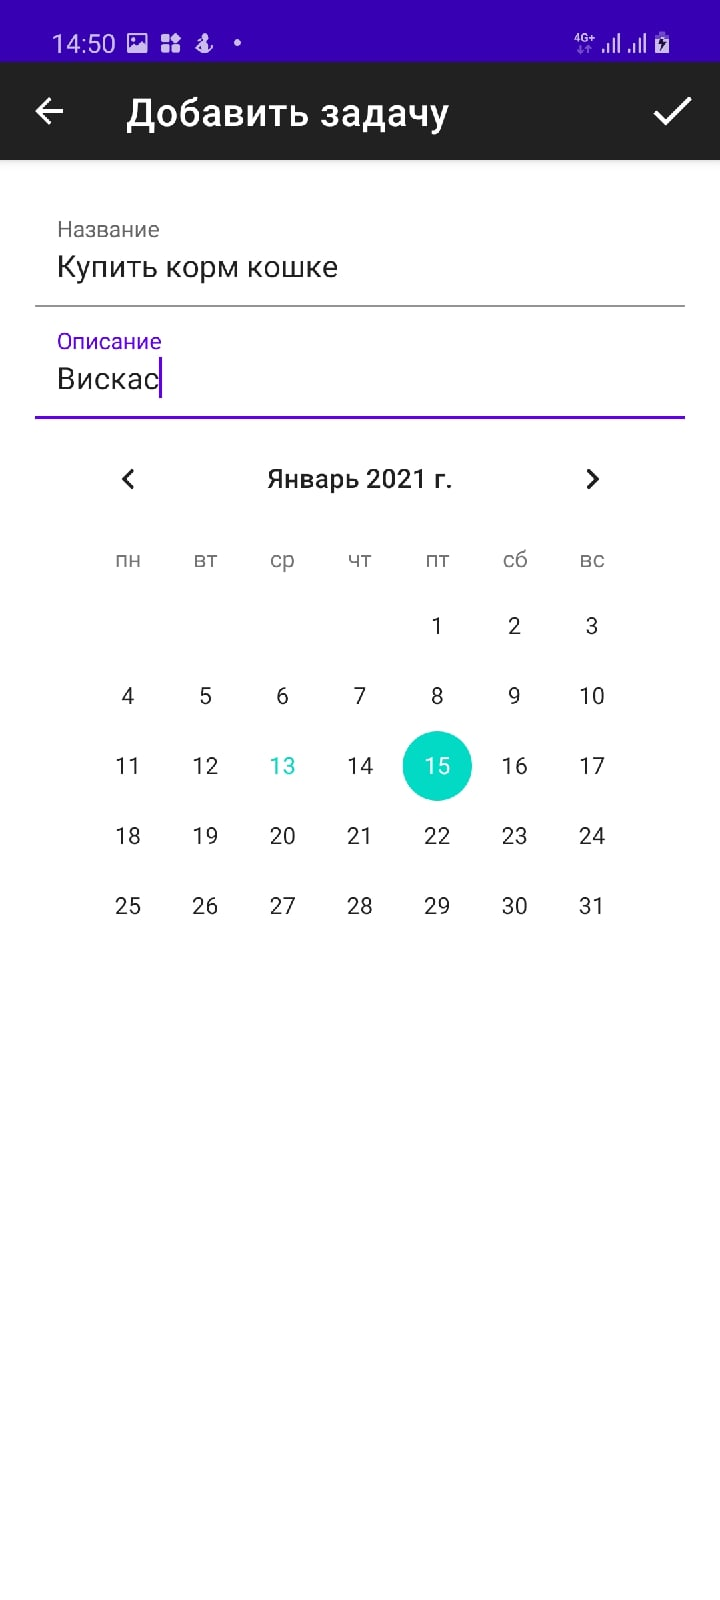 14:50 4G+
Добавить задачу
Название
Купить корм кошке
Описание
Вискас
Январь 2021 г.
пн вт ср чт пт сб вс
1 2 3
4 5 6 7 8 9 10
11 12 13 14 15 16 17
18 19 20 21 22 23 24
25 26 27 28 29 30 31